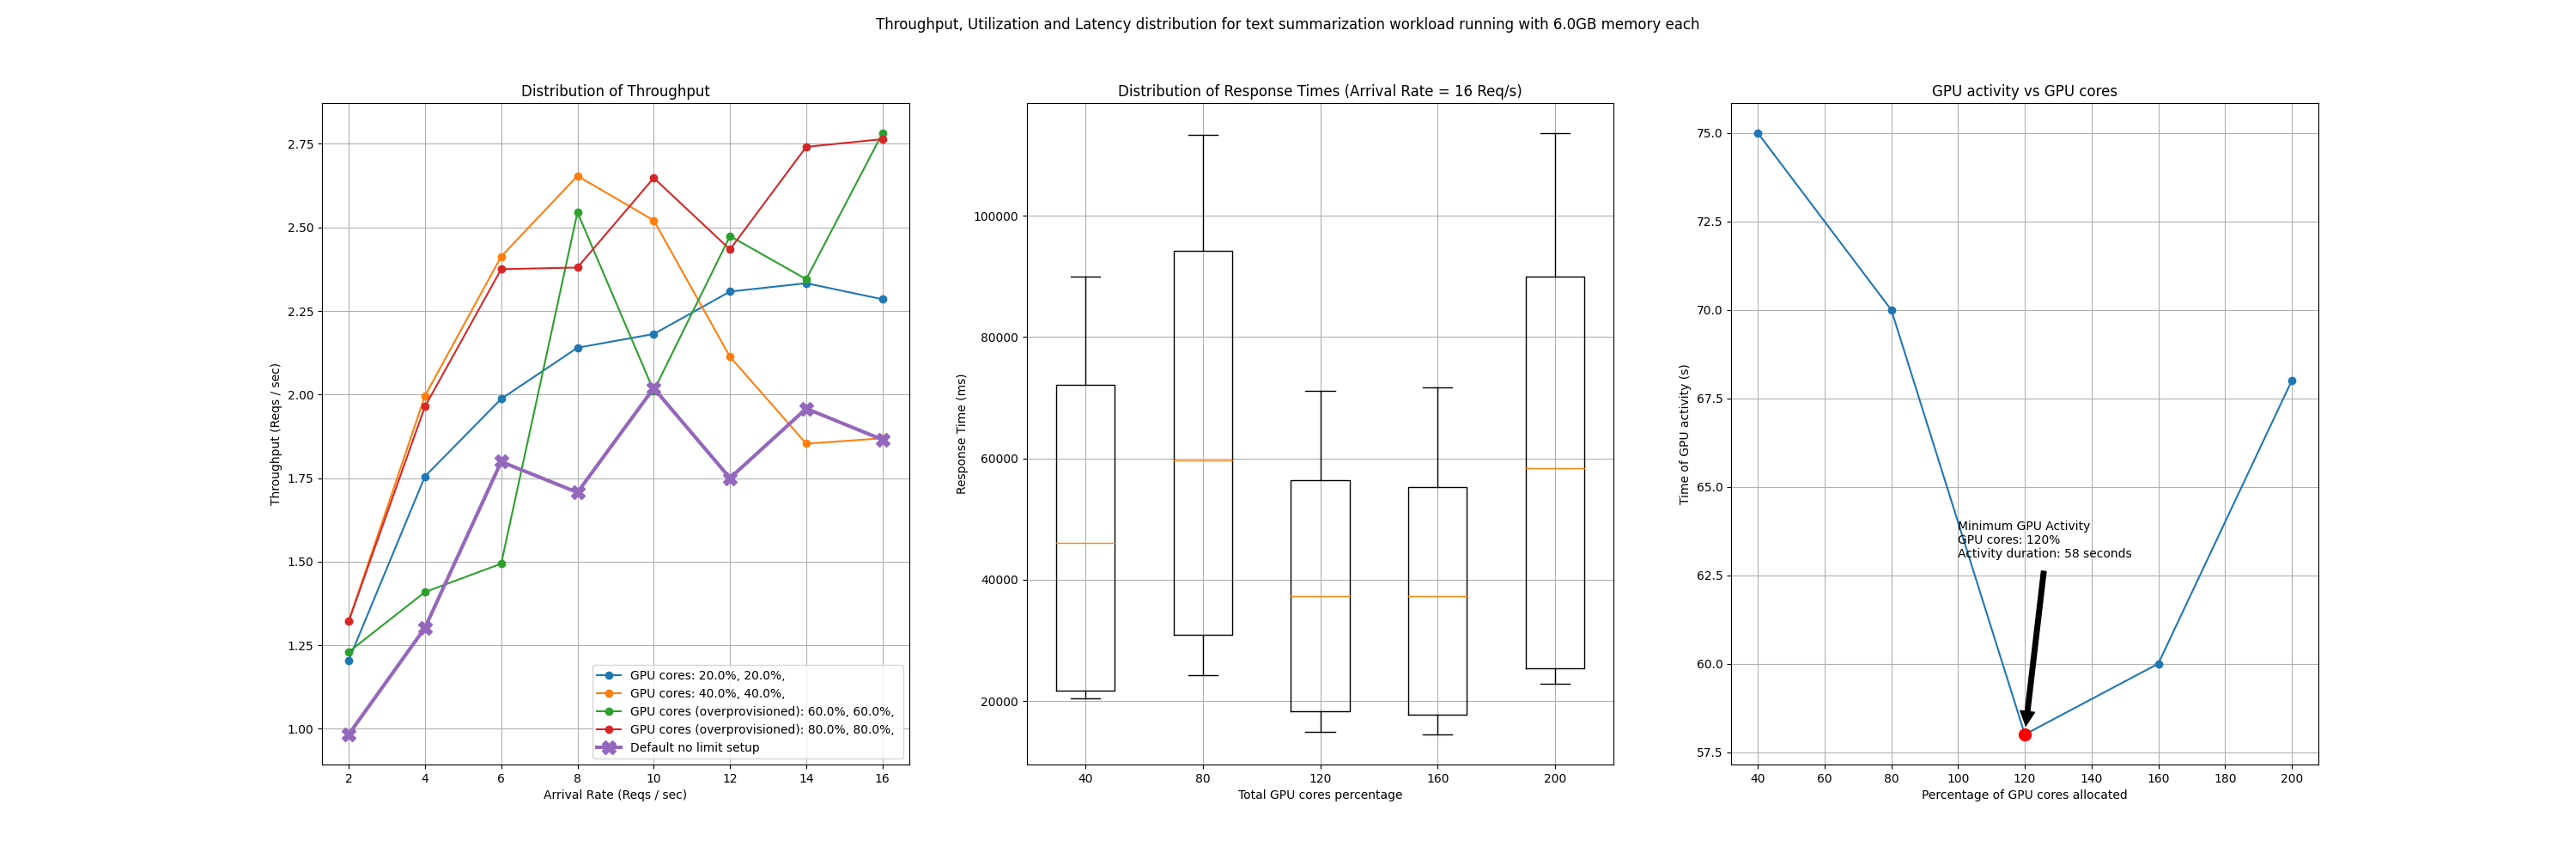 Throughput, Utilization and Latency distribution for text summarization workload running with 6.0GB memory each
Distribution of Throughput
Throughput (Reqs / sec)
2.75
2.50
2.25
2.00
1.75
1.50
1.25
1.00
GPU cores: 20.0%, 20.0%,
GPU cores: 40.0%, 40.0%,
GPU cores (overprovisioned): 60.0%, 60.0%,
GPU cores (overprovisioned): 80.0%, 80.0%,
Default no limit setup
2 4 6 8 10 12 14 16
Arrival Rate (Reqs / sec)
Distribution of Response Times (Arrival Rate = 16 Req/s)
Response Time (ms)
100000
80000
60000
40000
20000
40 80 120 160 200
Total GPU cores percentage
GPU activity vs GPU cores
Time of GPU activity (s)
75.0
72.5
70.0
67.5
65.0
62.5
60.0
57.5
Minimum GPU Activity
GPU cores: 120%
Activity duration: 58 seconds
40 60 80 100 120 140 160 180 200
Percentage of GPU cores allocated